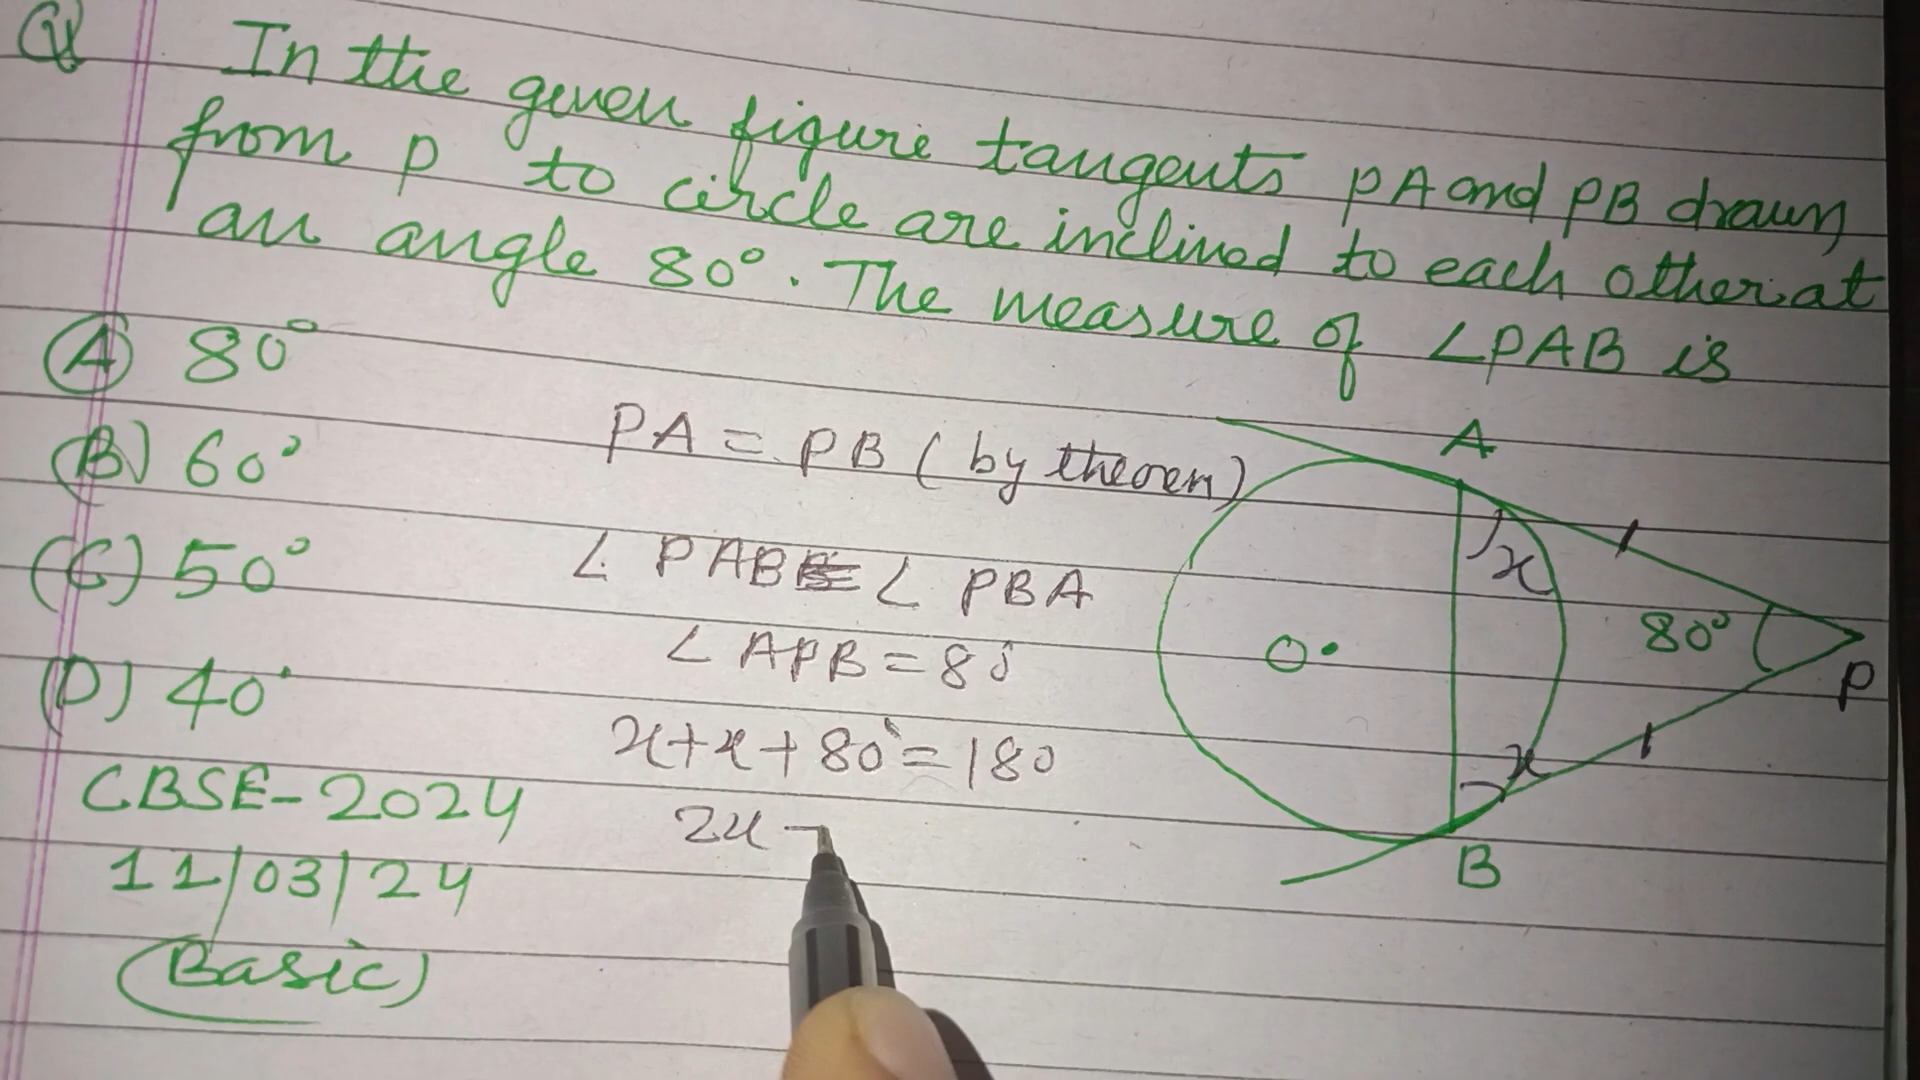 Q
In the given figure tangents PA and PB drawn
from P to circle are inclined to each other at
an angle 80°. The measure of ∠PAB is
(A) 80°
(B) 60°
(C) 50°
(D) 40°
CBSE-2024
11/03/24
(Basic)
PA = PB (by theorem)
∠ PAB = ∠ PBA
∠ APB = 80
x+x+80°=180
2x -
A
x
80°
P
O
x
B